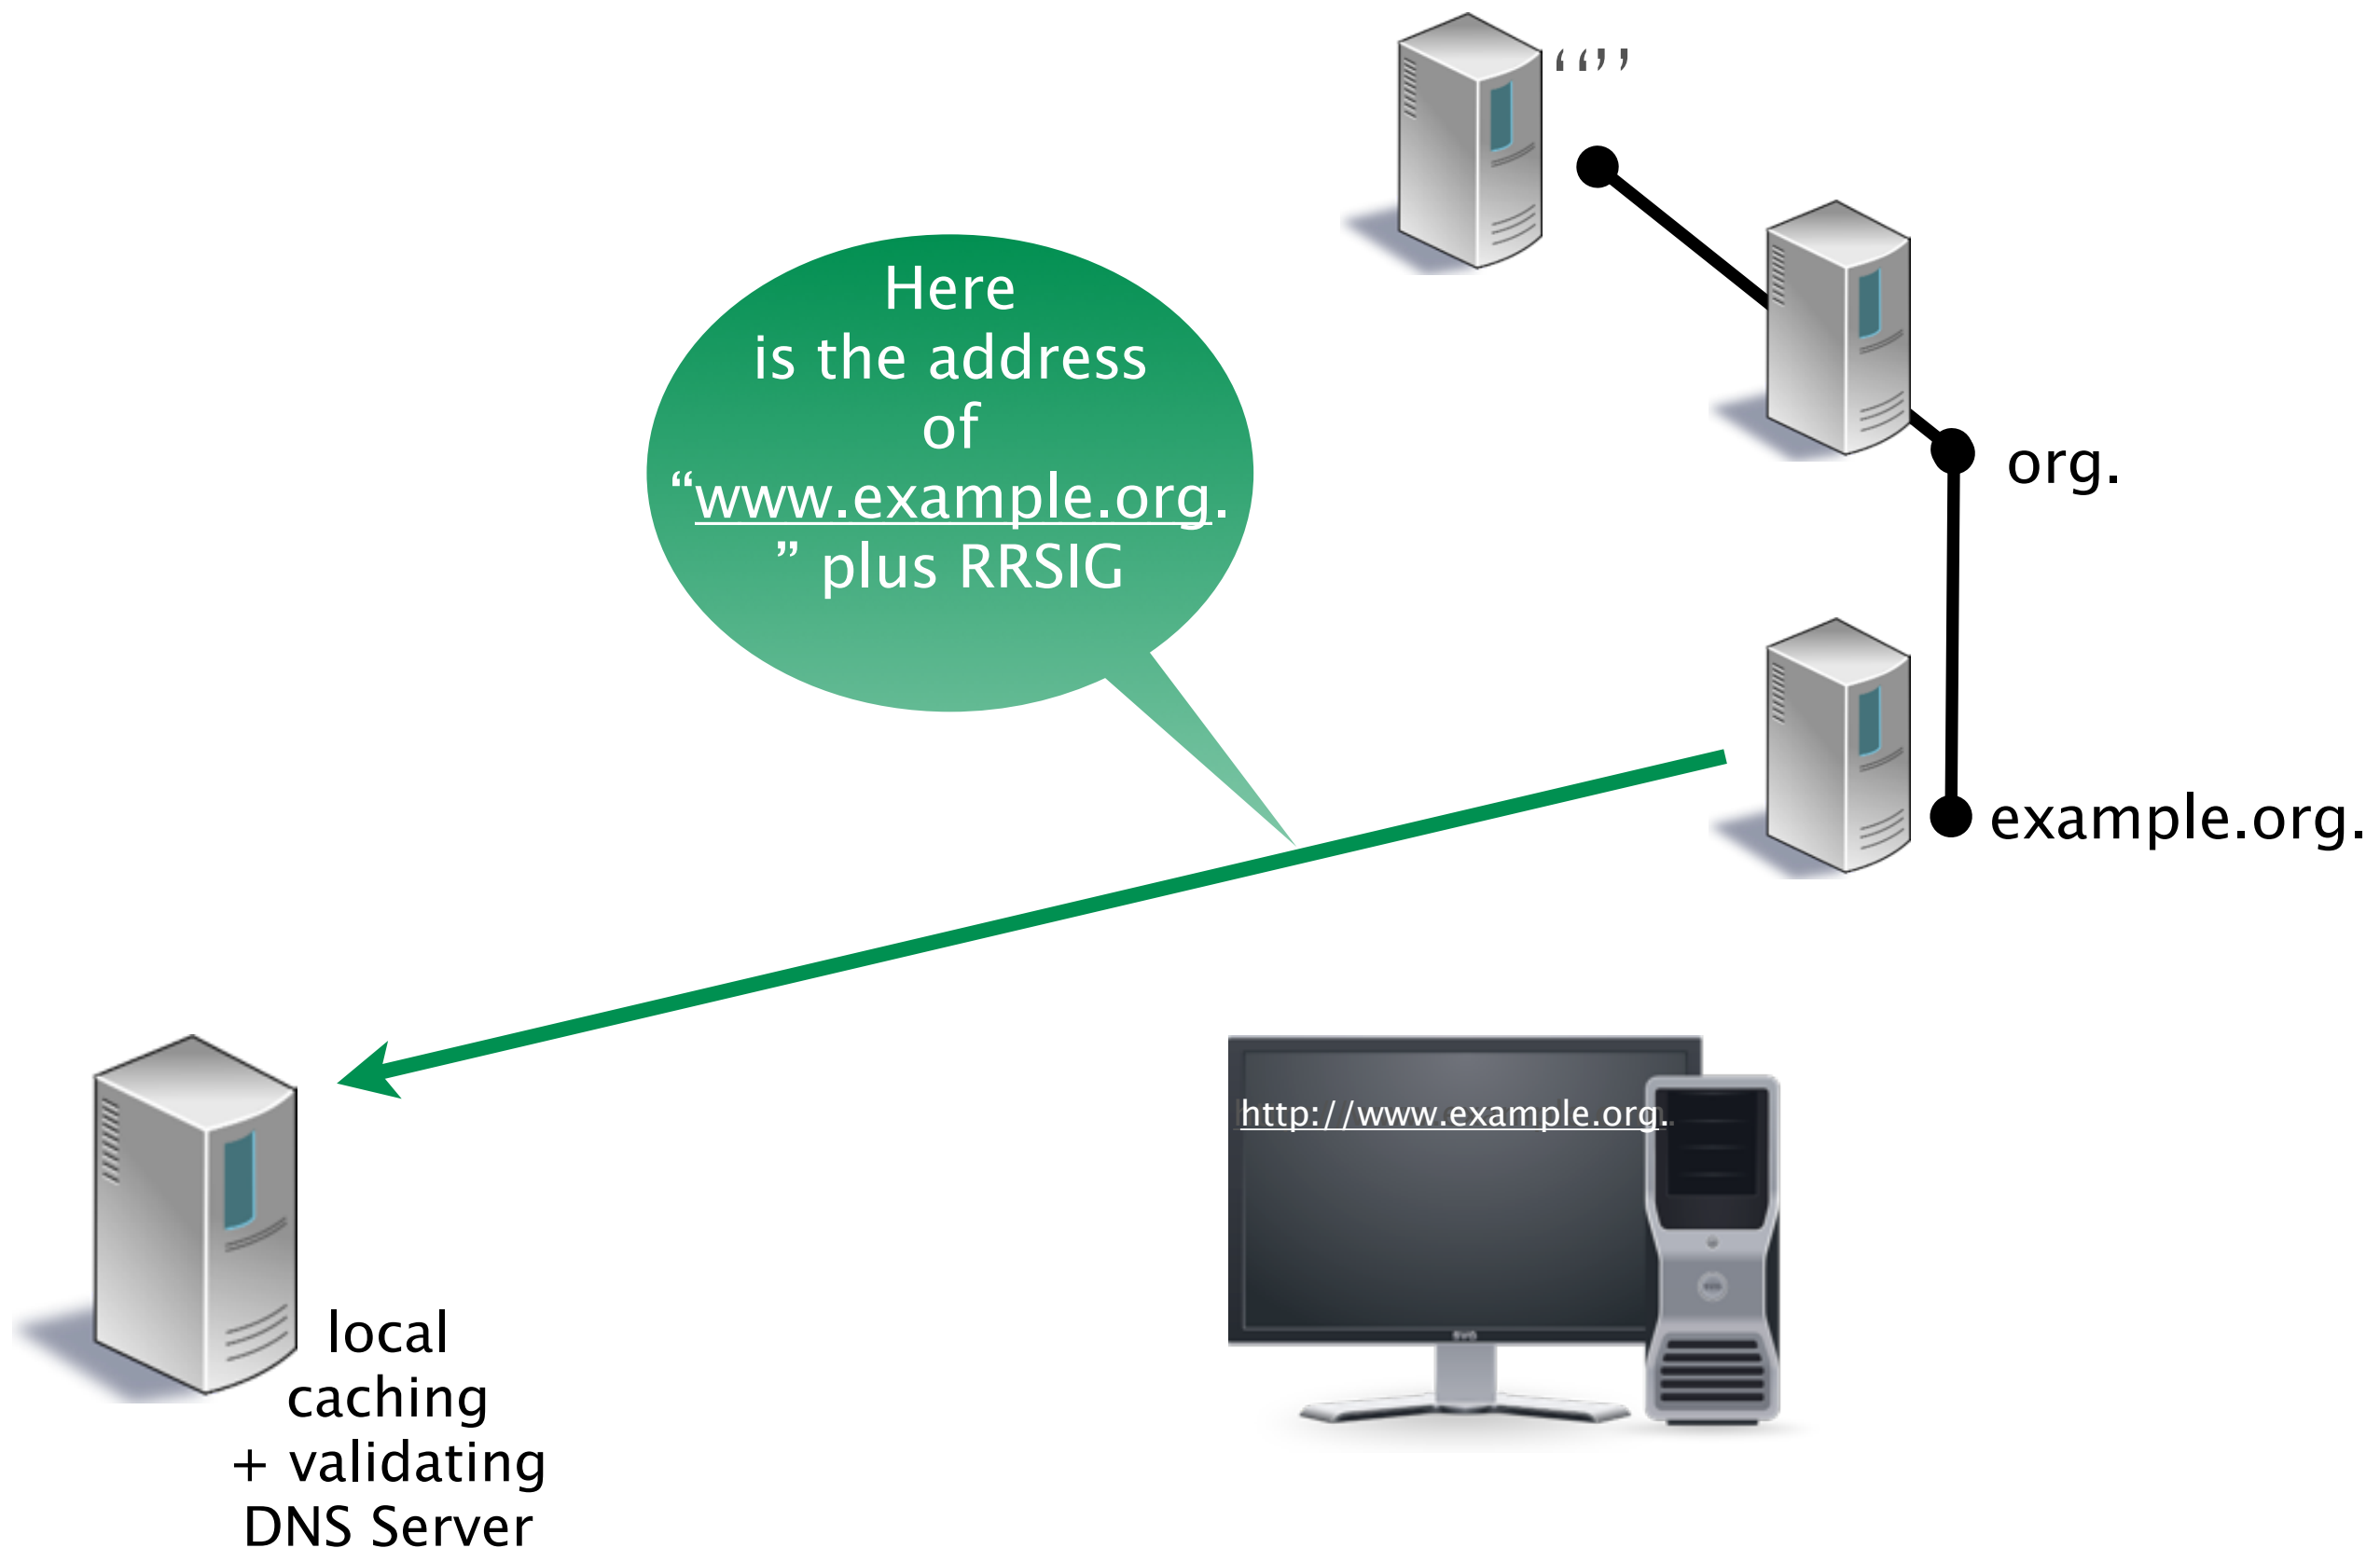 “”
Here
is the address
of
“www.example.org.
” plus RRSIG
org.
example.org.
http://www.example.org.
local
caching
+ validating
DNS Server